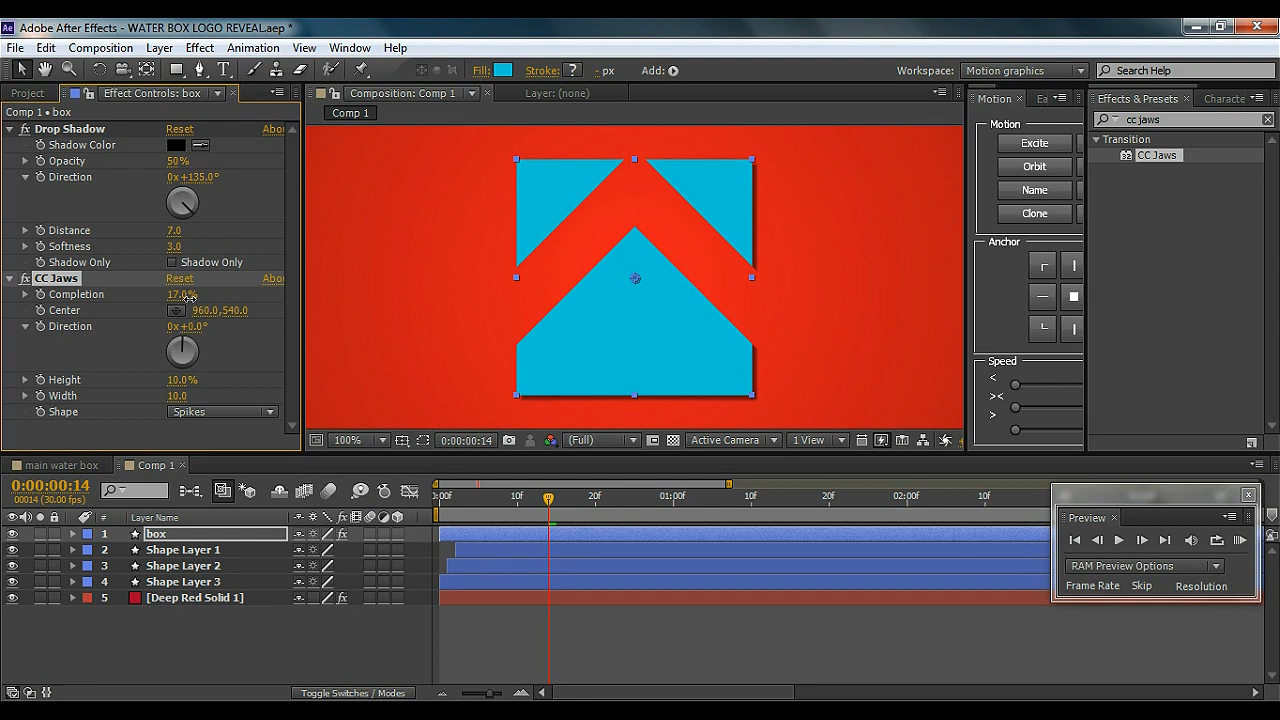 Adobe After Effects - WATER BOX LOGO REVEAL.aep *
File Edit Composition Layer Effect Animation View Window Help
Fill: Stroke: ? - px Add: Workspace: Motion graphics Search Help
Project Effect Controls: box Composition: Comp 1 Layer: (none) Motion Ea Effects & Presets Characte
Comp 1 • box Comp 1 cc jaws
Drop Shadow Reset Abou
Shadow Color
Opacity 50%
Direction 0x+135.0°
Distance 7.0
Softness 3.0
Shadow Only Shadow Only
CC Jaws Reset Abou
Completion 17.0%
Center 960.0,540.0
Direction 0x+0.0°
Height 10.0%
Width 10.0
Shape Spikes
Motion
Excite
Orbit
Name
Clone
Anchor
Speed
<
><
>
Transition
CC Jaws
100% 0:00:00:14 (Full) Active Camera 1 View
main water box Comp 1
0:00:00:14
00014 (30.00 fps)
):00f 10f 20f 01:00f 10f 20f 02:00f 10f
# Layer Name fx
1 box fx
2 Shape Layer 1
3 Shape Layer 2
4 Shape Layer 3
5 [Deep Red Solid 1] fx
Preview
RAM Preview Options
Frame Rate Skip Resolution
Toggle Switches / Modes